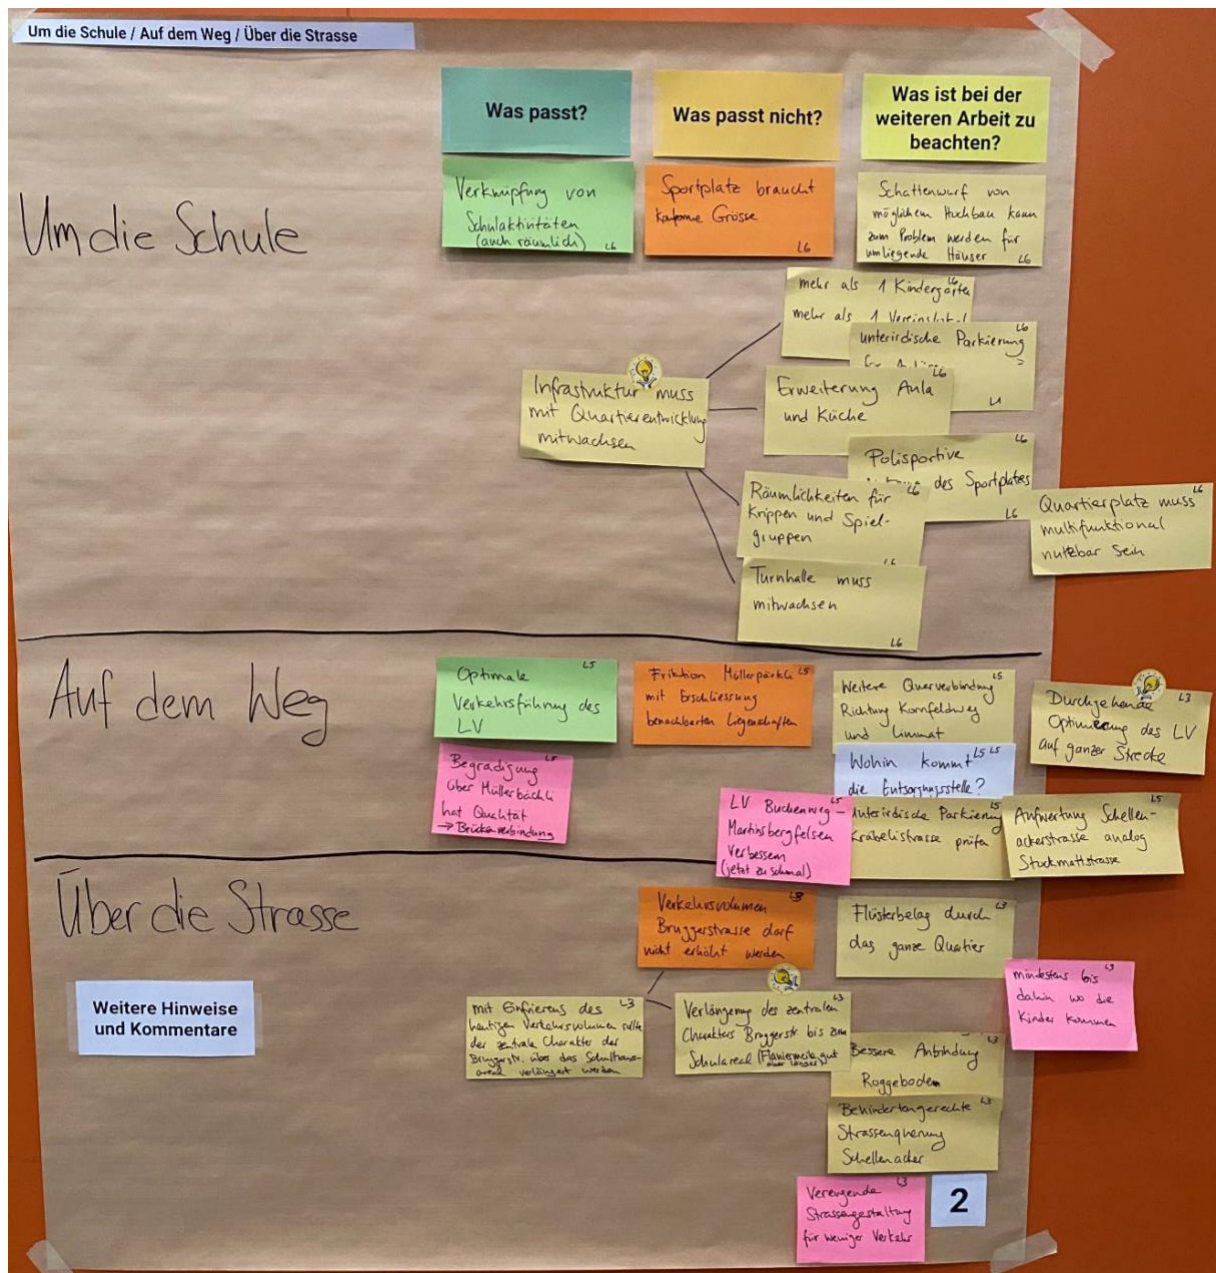 Um die Schule / Auf dem Weg / Über die Strasse
Was passt?
Was passt nicht?
Was ist bei der
weiteren Arbeit zu
beachten?
Um die Schule
Verknüpfung von
Schulaktivitäten
(auch räumlich)
L6
Sportplatz braucht
Grösse
L6
Schattenwurf von
möglichem Hochbau kann
zum Problem werden für
umliegende Häuser
L6
mehr als 1 Kindergarten
L6
mehr als 1 Vereinslokal
unterirdische Parkierung
L6
Infrastruktur muss
mit Quartierentwicklung
mitwachsen
Erweiterung Aula
und Küche
L6
Polisportive
L6
des Sportplatzes
L6
Räumlichkeiten für
Krippen und Spiel-
gruppen
L6
Quartierplatz muss
multifunktional
nutzbar sein
L6
Turnhalle muss
mitwachsen
L6
Auf dem Weg
Optimale
Verkehrsführung des
LV
L5
Friktion Müllerpärkli
mit Erschliessung
benachbarten Liegenschaften
L5
Weitere Querverbindung
Richtung Kornfeldweg
und Limmat
L5
Durchgehende
Optimierung des LV
auf ganzer Strecke
L3
Begradigung
über Müllerbächli
hat Qualität
→ Brückenverbindung
L5
Wohin kommt
die Entsorgungsstelle?
L5 L5
LV Buchenweg -
Martinsbergfelsen
verbessern
(jetzt zu schmal)
L5
Unterirdische Parkierung
Kräbelistrasse prüfen
L5
Aufwertung Schellen-
ackerstrasse analog
Stockmattstrasse
L5
Über die Strasse
Verkehrsvolumen
Bruggerstrasse darf
nicht erhöht werden
L3
Flüsterbelag durch
das ganze Quartier
L3
mindestens bis
dahin wo die
Kinder kommen
L3
Weitere Hinweise
und Kommentare
mit Einfrierens des
heutigen Verkehrsvolumen sollte
der zentrale Charakter der
Bruggerstr. über das Schulhaus-
areal verlängert werden
L3
Verlängerung des zentralen
Charakters Bruggerstr bis zum
Schulareal
L3
Bessere Anbindung
Roggeboden
L3
Behindertengerechte
Strassenquerung
Schellenacker
L3
Verengende
Strassengestaltung
für weniger Verkehr
L3
2